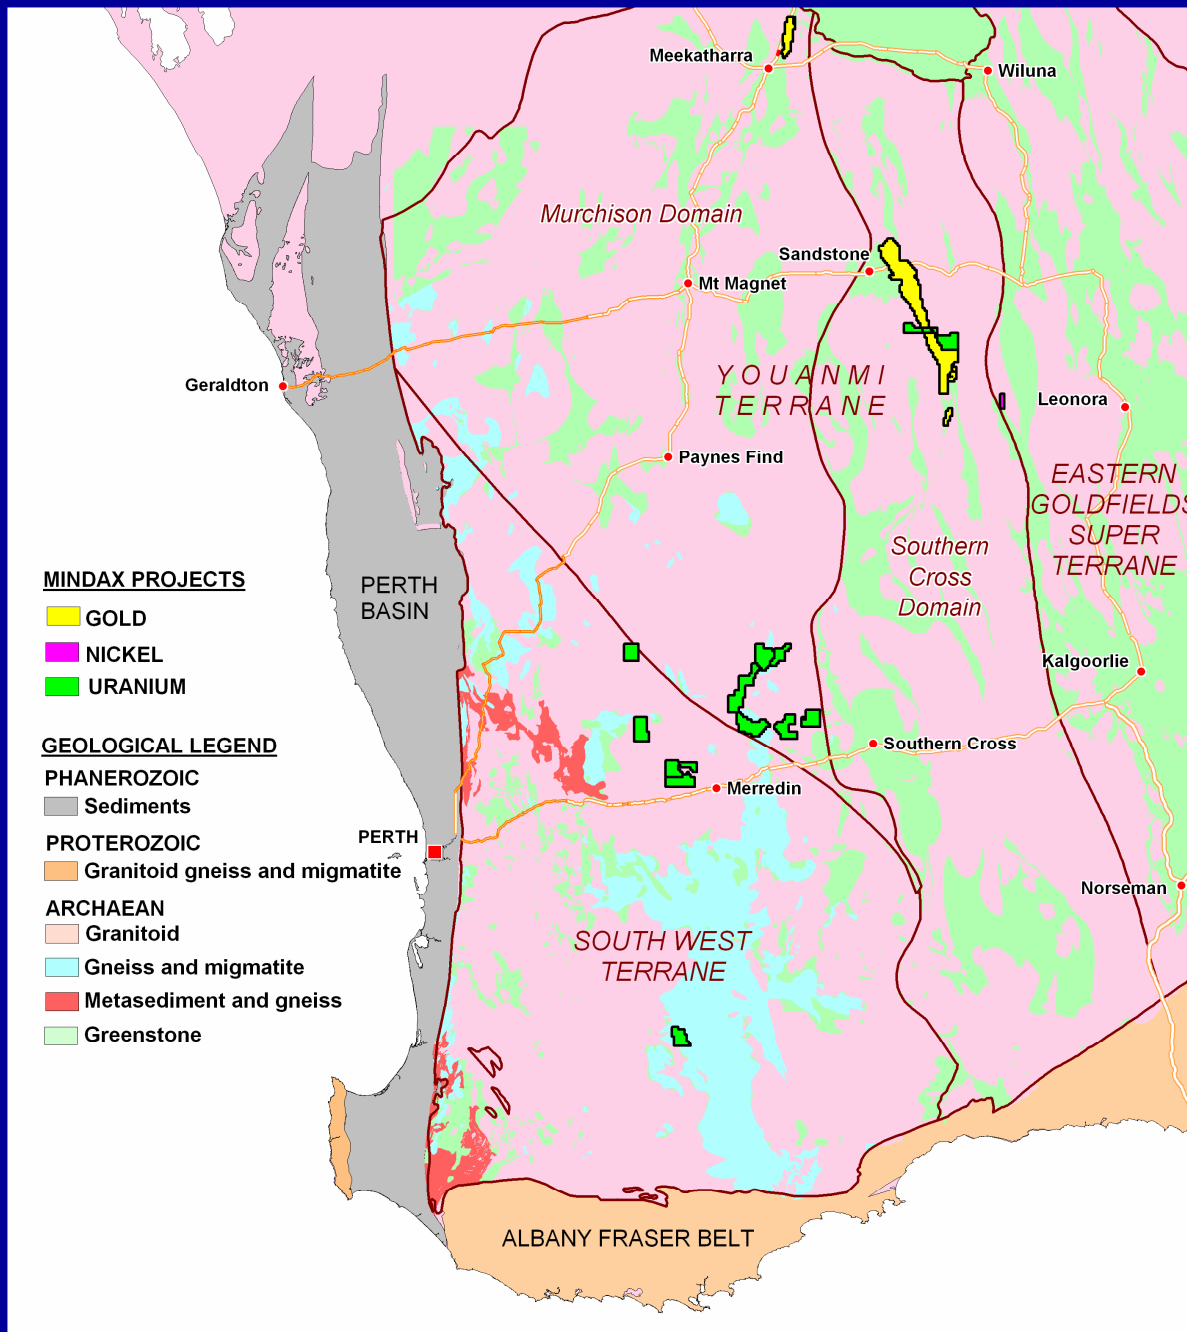 Meekatharra
Wiluna
Murchison Domain
Sandstone
Mt Magnet
Geraldton
YOUANMI
TERRANE
Leonora
Paynes Find
EASTERN
GOLDFIELDS
SUPER
TERRANE
Southern
Cross
Domain
PERTH
BASIN
MINDAX PROJECTS
GOLD
NICKEL
URANIUM
Kalgoorlie
Southern Cross
Merredin
GEOLOGICAL LEGEND
PHANEROZOIC
Sediments
PROTEROZOIC
Granitoid gneiss and migmatite
ARCHAEAN
Granitoid
Gneiss and migmatite
Metasediment and gneiss
Greenstone
PERTH
Norseman
SOUTH WEST
TERRANE
ALBANY FRASER BELT